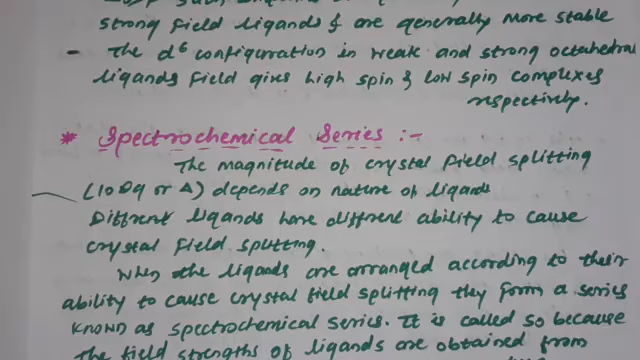 strong field ligands & are generally more stable
- The d⁶ configuration in weak and strong octahedral
ligands field gives high spin & low spin complexes
respectively.
* Spectrochemical Series :-
The magnitude of crystal field splitting
(10 Dq or Δ) depends on nature of ligands
Diffrent ligands have diffrent ability to cause
crystal field splitting.
When the ligands are arranged according to their
ability to cause crystal field splitting they form a series
known as spectrochemical series. It is called so because
the field strengths of ligands are obtained from